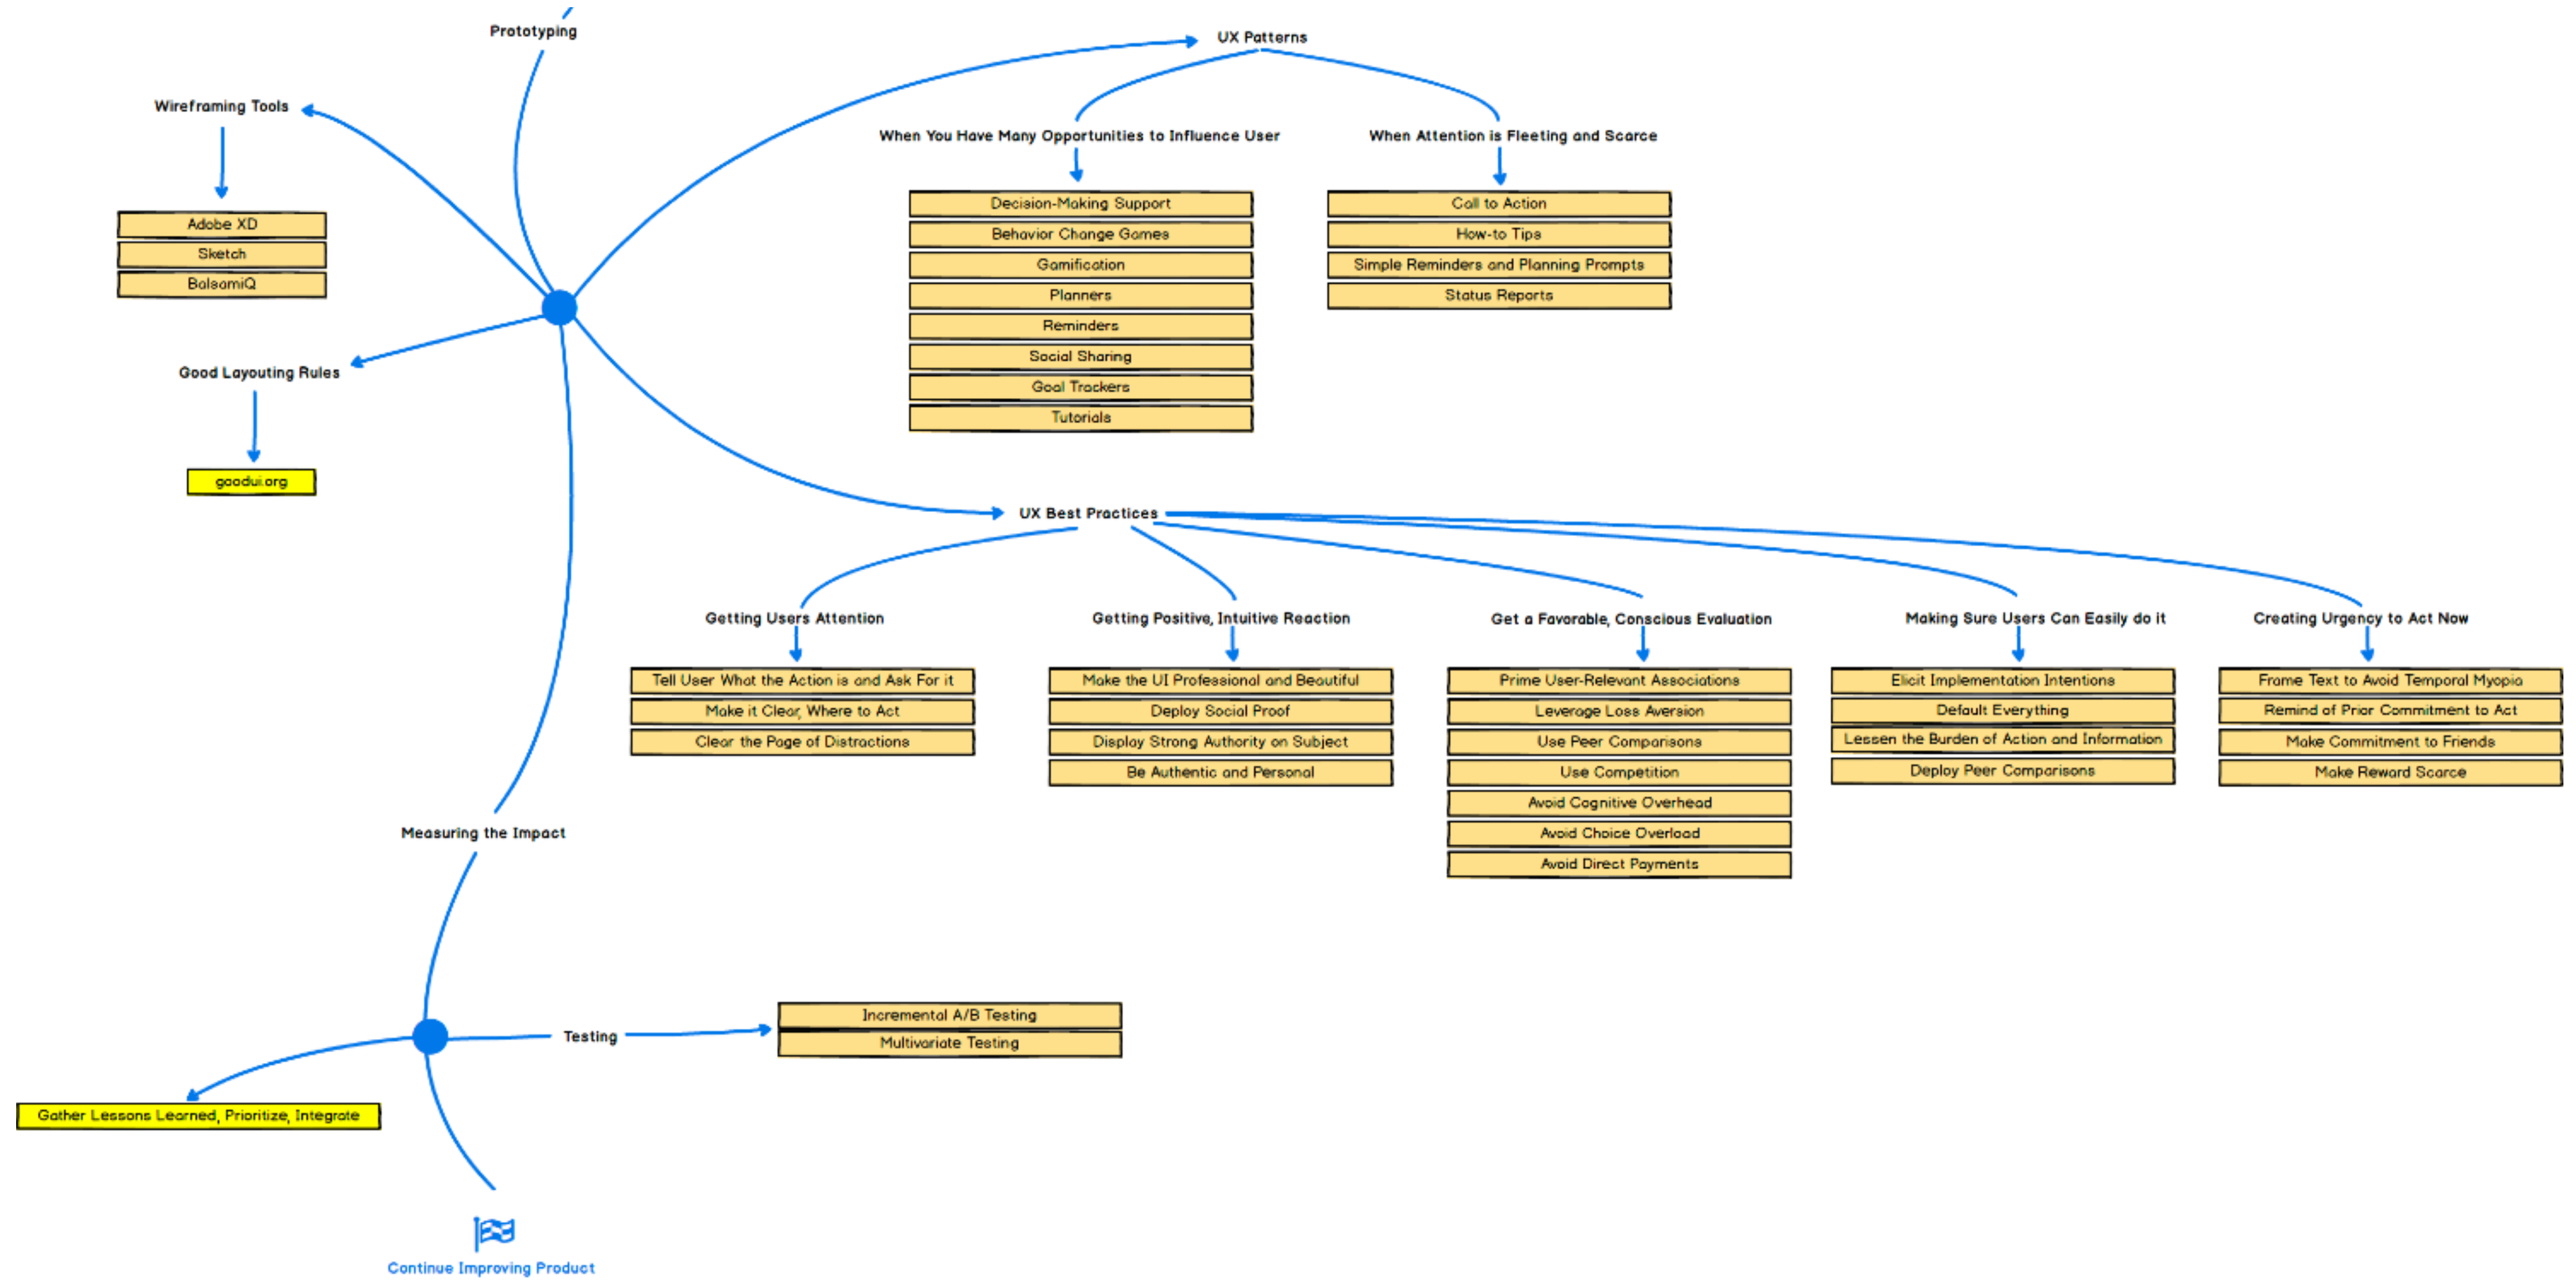 Prototyping
UX Patterns
Wireframing Tools
When You Have Many Opportunities to Influence User
When Attention is Fleeting and Scarce
Adobe XD
Sketch
BalsamiQ
Decision-Making Support
Behavior Change Games
Gamification
Planners
Reminders
Social Sharing
Goal Trackers
Tutorials
Call to Action
How-to Tips
Simple Reminders and Planning Prompts
Status Reports
Good Layouting Rules
goodui.org
UX Best Practices
Getting Users Attention
Tell User What the Action is and Ask For it
Make it Clear, Where to Act
Clear the Page of Distractions
Getting Positive, Intuitive Reaction
Make the UI Professional and Beautiful
Deploy Social Proof
Display Strong Authority on Subject
Be Authentic and Personal
Get a Favorable, Conscious Evaluation
Prime User-Relevant Associations
Leverage Loss Aversion
Use Peer Comparisons
Use Competition
Avoid Cognitive Overhead
Avoid Choice Overload
Avoid Direct Payments
Making Sure Users Can Easily do it
Elicit Implementation Intentions
Default Everything
Lessen the Burden of Action and Information
Deploy Peer Comparisons
Creating Urgency to Act Now
Frame Text to Avoid Temporal Myopia
Remind of Prior Commitment to Act
Make Commitment to Friends
Make Reward Scarce
Measuring the Impact
Testing
Incremental A/B Testing
Multivariate Testing
Gather Lessons Learned, Prioritize, Integrate
Continue Improving Product